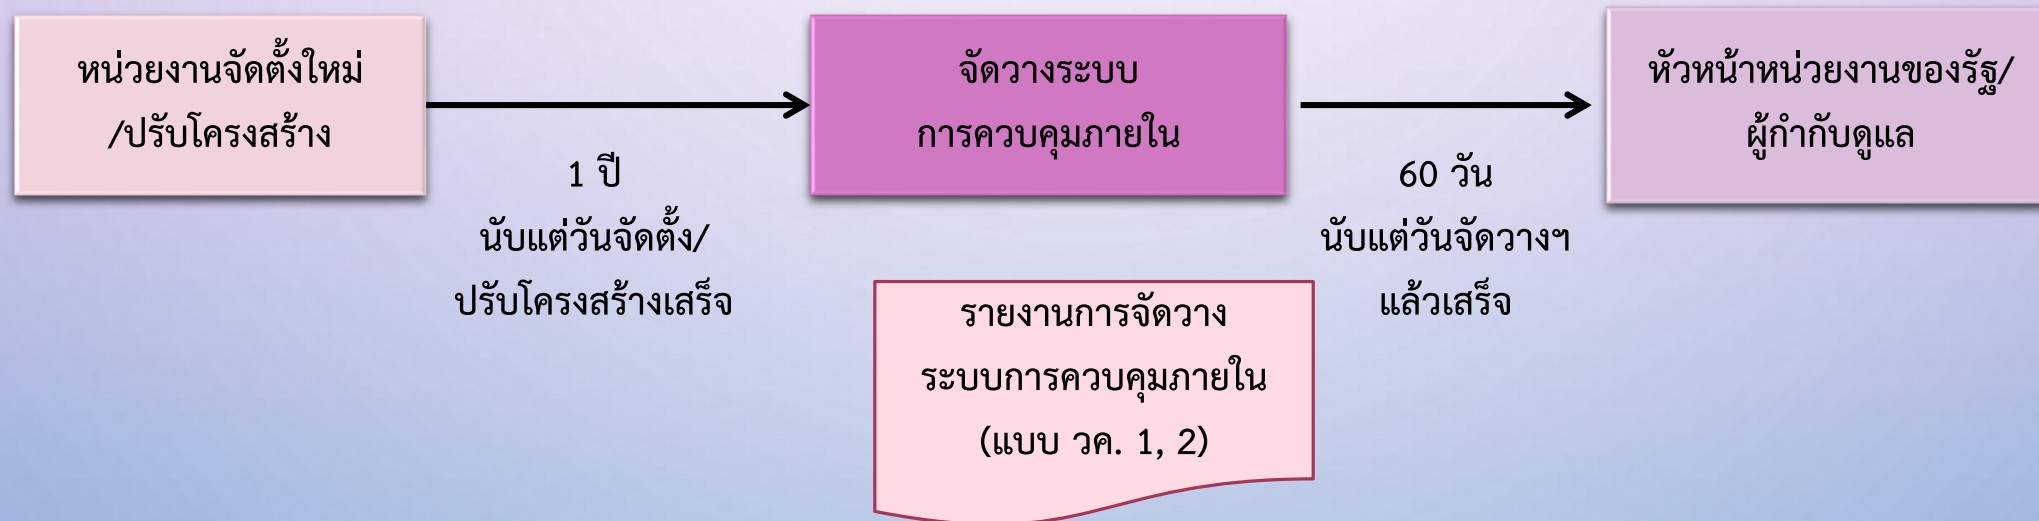 หน่วยงานจัดตั้งใหม่
/ปรับโครงสร้าง
1 ปี
นับแต่วันจัดตั้ง/
ปรับโครงสร้างเสร็จ
จัดวางระบบ
การควบคุมภายใน
60 วัน
นับแต่วันจัดวางฯ
แล้วเสร็จ
หัวหน้าหน่วยงานของรัฐ/
ผู้กำกับดูแล
รายงานการจัดวาง
ระบบการควบคุมภายใน
(แบบ วค. 1, 2)